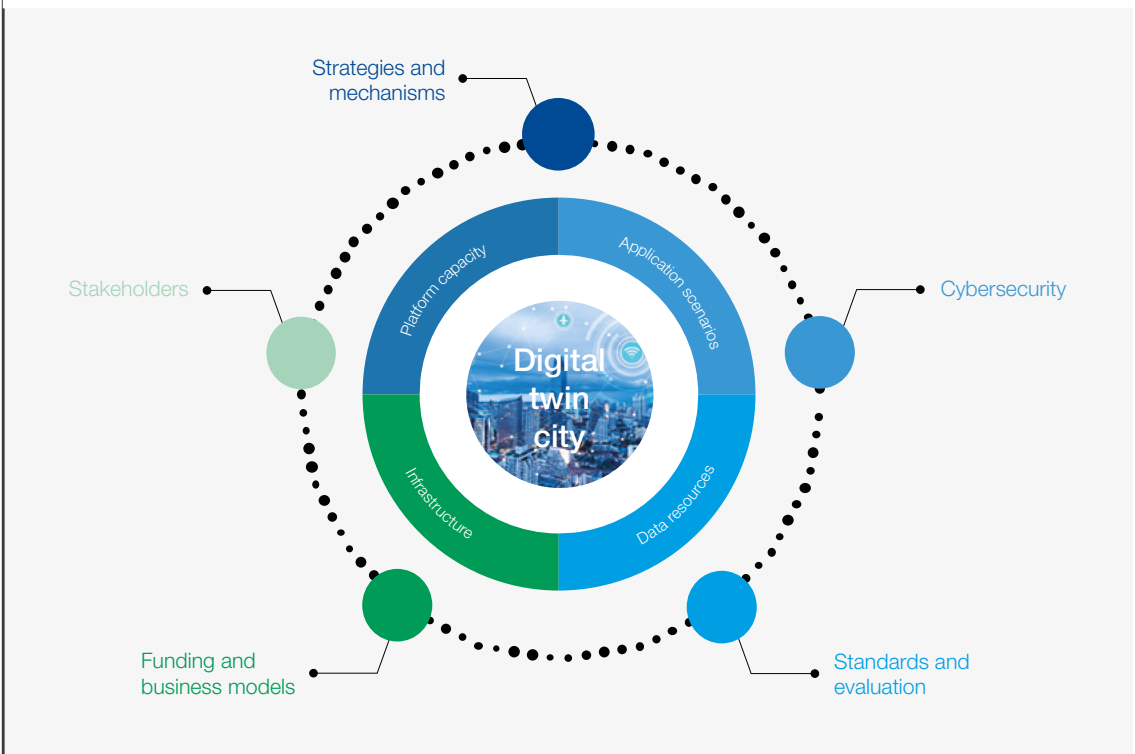 Strategies and
mechanisms
Stakeholders
Cybersecurity
Platform capacity
Application scenarios
Digital
twin
city
Infrastructure
Data resources
Funding and
business models
Standards and
evaluation